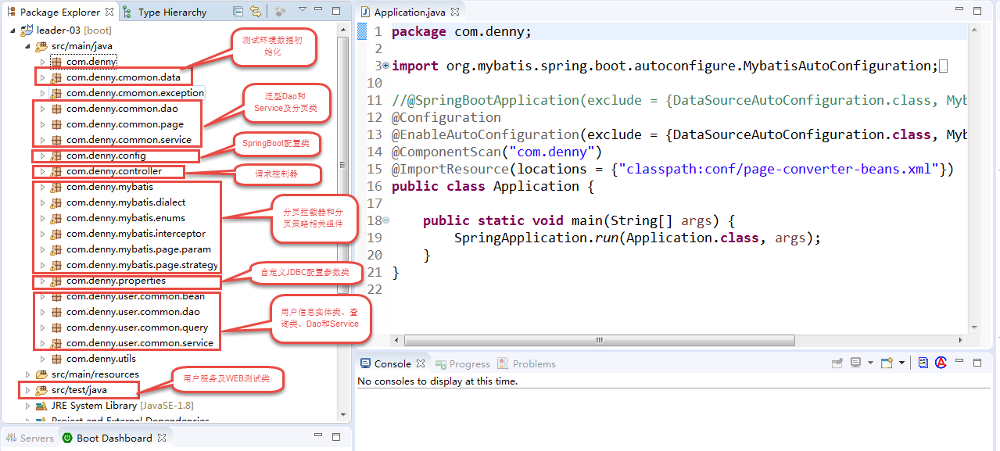 Package Explorer
Type Hierarchy
leader-03 [boot]
src/main/java
com.denny
com.denny.cmomon.data
com.denny.cmomon.exception
com.denny.common.dao
com.denny.common.page
com.denny.common.service
com.denny.config
com.denny.controller
com.denny.mybatis
com.denny.mybatis.dialect
com.denny.mybatis.enums
com.denny.mybatis.interceptor
com.denny.mybatis.page.param
com.denny.mybatis.page.strategy
com.denny.properties
com.denny.user.common.bean
com.denny.user.common.dao
com.denny.user.common.query
com.denny.user.common.service
com.denny.utils
src/main/resources
src/test/java
JRE System Library [JavaSE-1.8]
Project and External Dependencies
测试环境数据初
始化
泛型Dao和
Service及分页类
SpringBoot配置类
请求控制器
分页拦截器和分
页策略相关组件
自定义JDBC配置参数类
用户信息实体类、查
询类、Dao和Service
用户服务及WEB测试类
Servers
Boot Dashboard
Application.java
1 package com.denny;
2
3 import org.mybatis.spring.boot.autoconfigure.MybatisAutoConfiguration;
10
11 //@SpringBootApplication(exclude = {DataSourceAutoConfiguration.class, Myb
12 @Configuration
13 @EnableAutoConfiguration(exclude = {DataSourceAutoConfiguration.class, Myb
14 @ComponentScan("com.denny")
15 @ImportResource(locations = {"classpath:conf/page-converter-beans.xml"})
16 public class Application {
17
18 public static void main(String[] args) {
19 SpringApplication.run(Application.class, args);
20 }
21 }
22
Console
Progress
Problems
No consoles to display at this time.